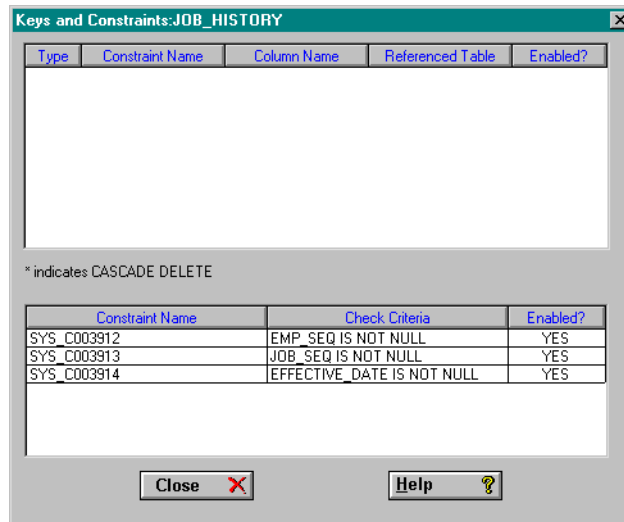 Keys and Constraints:JOB_HISTORY
Type Constraint Name Column Name Referenced Table Enabled?
* indicates CASCADE DELETE
Constraint Name Check Criteria Enabled?
SYS_C003912 EMP_SEQ IS NOT NULL YES
SYS_C003913 JOB_SEQ IS NOT NULL YES
SYS_C003914 EFFECTIVE_DATE IS NOT NULL YES
Close Help